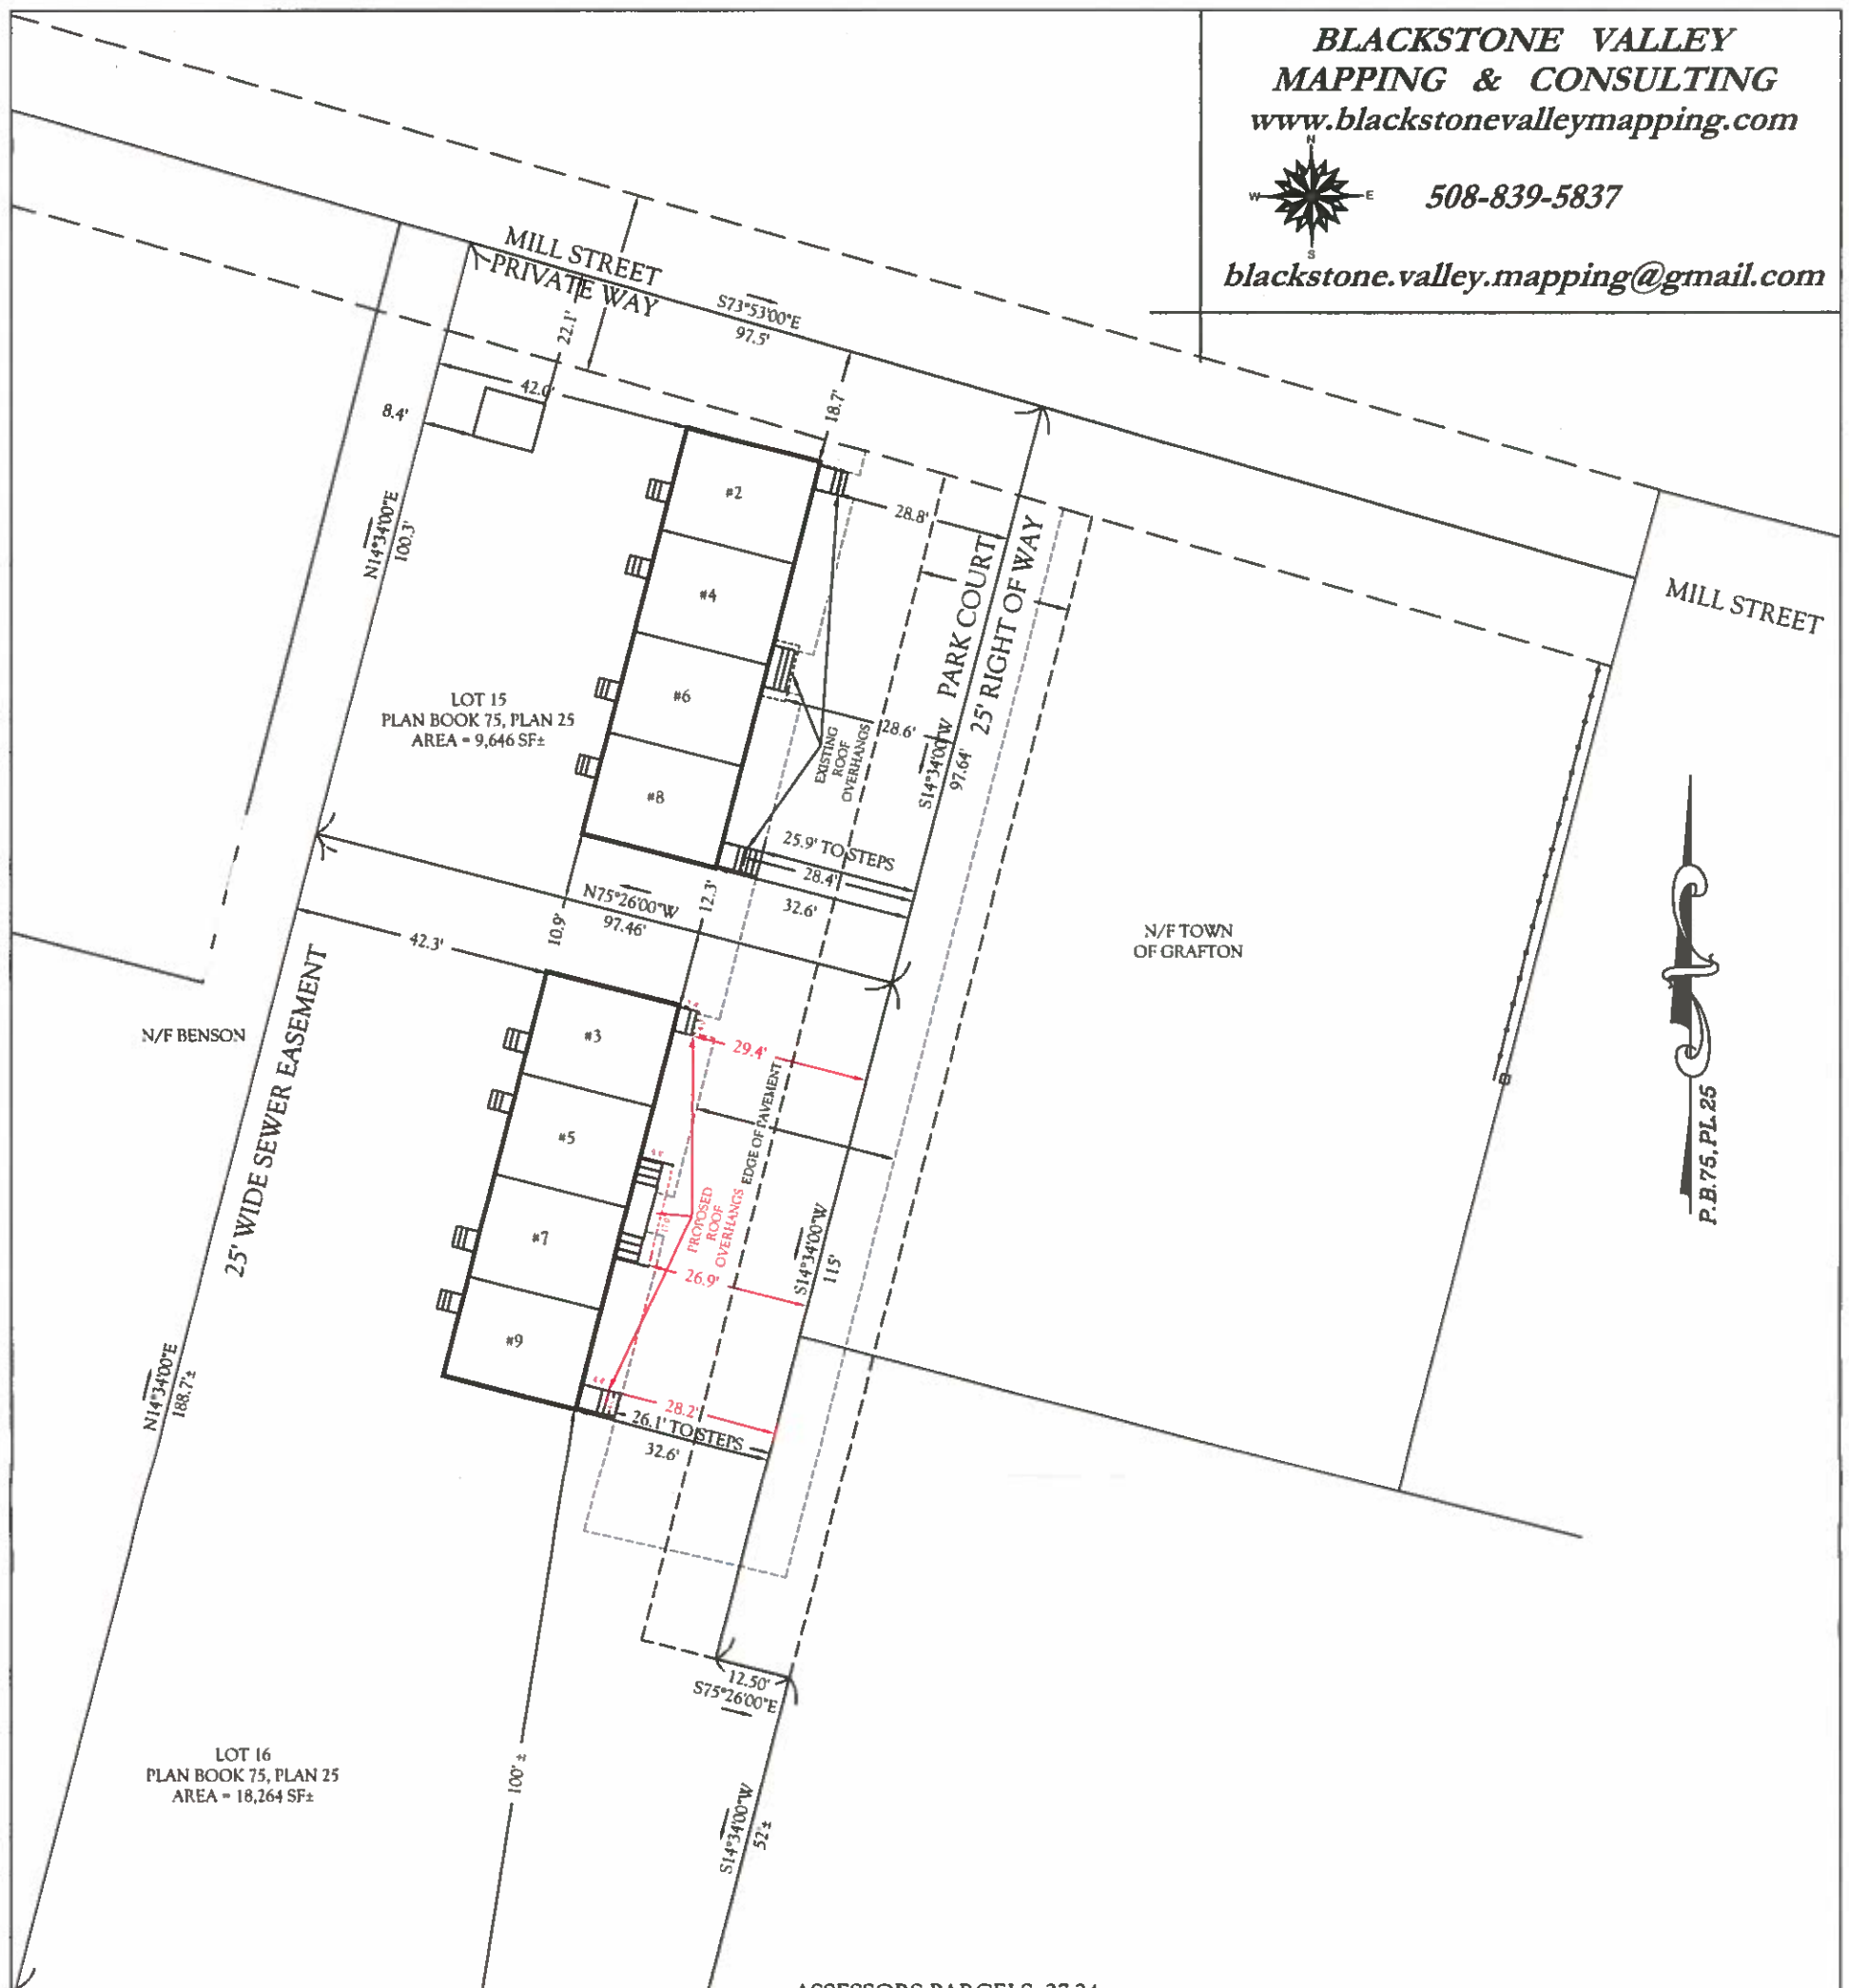 BLACKSTONE VALLEY
MAPPING & CONSULTING
www.blackstonevalleymapping.com
N
W
E
S
508-839-5837
blackstone.valley.mapping@gmail.com
MILL STREET
PRIVATE WAY
S73°53'00"E
97.5'
22.1'
42.0'
8.4'
18.7'
N14°34'00"E
100.3'
#2
28.8'
#4
PARK COURT
25' RIGHT OF WAY
MILL STREET
#6
LOT 15
PLAN BOOK 75, PLAN 25
AREA = 9,646 SF±
28.6'
EXISTING
ROOF
OVERHANGS
S14°34'00"W
97.64'
#8
25.9' TO STEPS
28.4'
32.6'
N75°26'00"W
97.46'
10.9'
12.3'
42.3'
N/F TOWN
OF GRAFTON
N/F BENSON
25' WIDE SEWER EASEMENT
#3
29.4'
EDGE OF PAVEMENT
#5
P.B.75, PL.25
PROPOSED
ROOF
OVERHANGS
#7
26.9'
S14°34'00"W
115'
#9
N14°34'00"E
188.7'±
28.2'
26.1' TO STEPS
32.6'
12.50'
S75°26'00"E
100'±
LOT 16
PLAN BOOK 75, PLAN 25
AREA = 18,264 SF±
S14°34'00"W
52'±